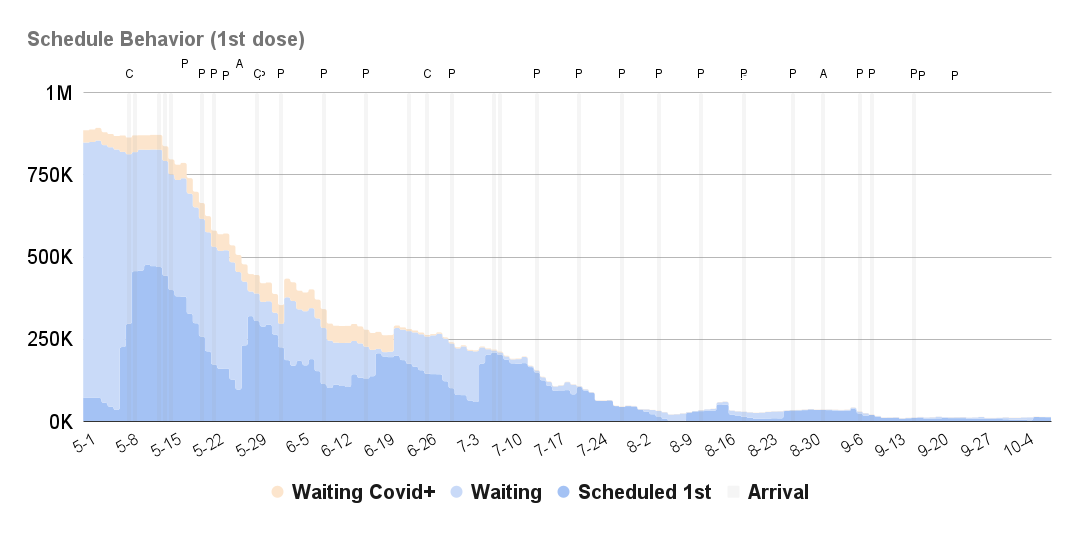 Schedule Behavior (1st dose)
P A
C P P P C P P P P C P P P P P P P P P A P P P P P
1M
750K
500K
250K
0K
5-1 5-8 5-15 5-22 5-29 6-5 6-12 6-19 6-26 7-3 7-10 7-17 7-24 8-2 8-9 8-16 8-23 8-30 9-6 9-13 9-20 9-27 10-4
Waiting Covid+ Waiting Scheduled 1st Arrival